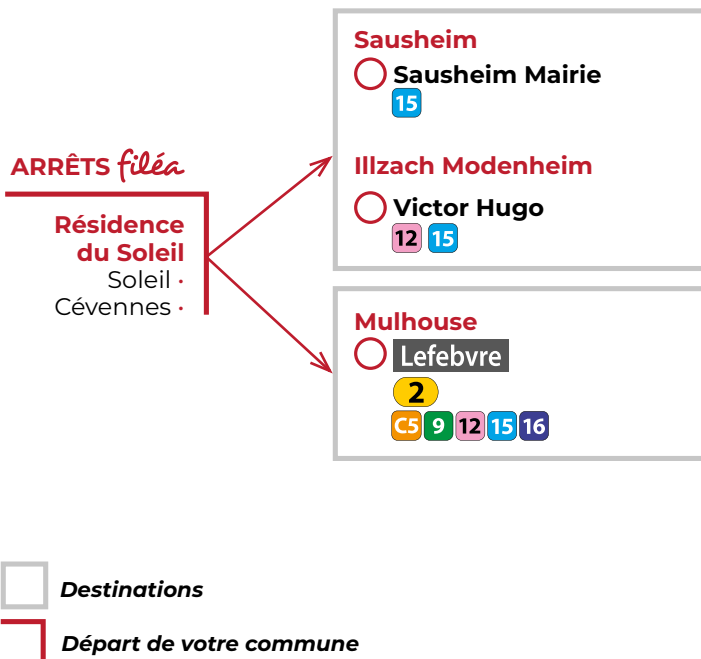 ARRÊTS filéa
Résidence
du Soleil
Soleil ·
Cévennes ·
Sausheim
Sausheim Mairie
15
Illzach Modenheim
Victor Hugo
12 15
Mulhouse
Lefebvre
2
C5 9 12 15 16
Destinations
Départ de votre commune